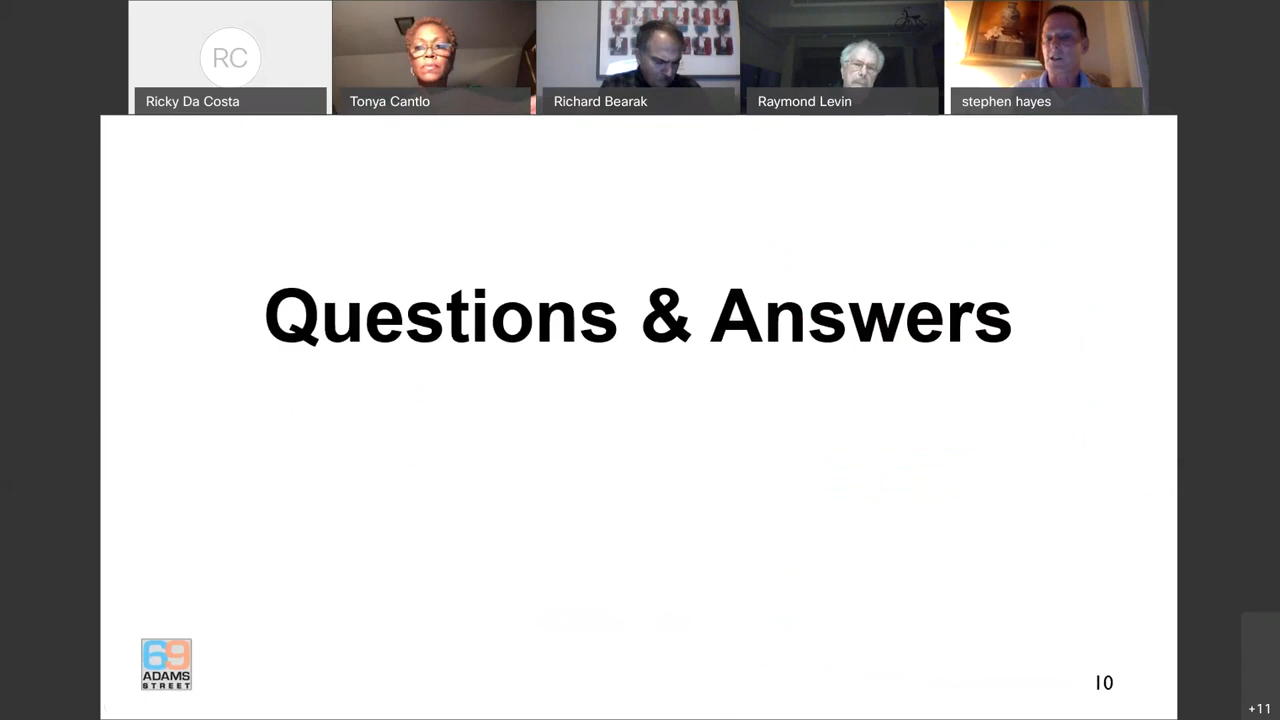 RC
Ricky Da Costa
Tonya Cantlo
Richard Bearak
Raymond Levin
stephen hayes
Questions & Answers
69
ADAMS
STREET
10
+11